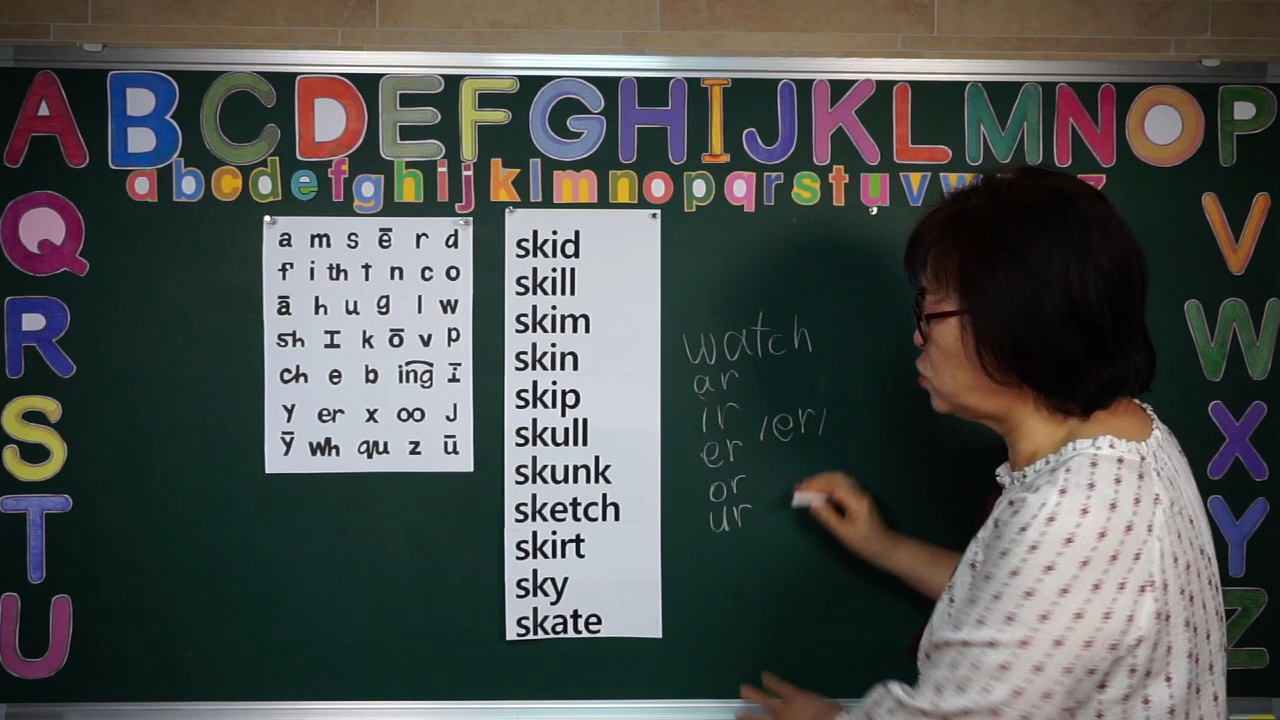 A B C D E F G H I J K L M N O P
a b c d e f g h i j k l m n o p q r s t u v w z
Q
R
S
T
U
a m s ē r d
f i th t n c o
ā h u g l w
sh I k ō v p
ch e b ing Ī
y er x oo J
ȳ wh qu z ū
skid
skill
skim
skin
skip
skull
skunk
sketch
skirt
sky
skate
watch
ar
ir
er /er/
or
ur
V
W
X
Y
Z